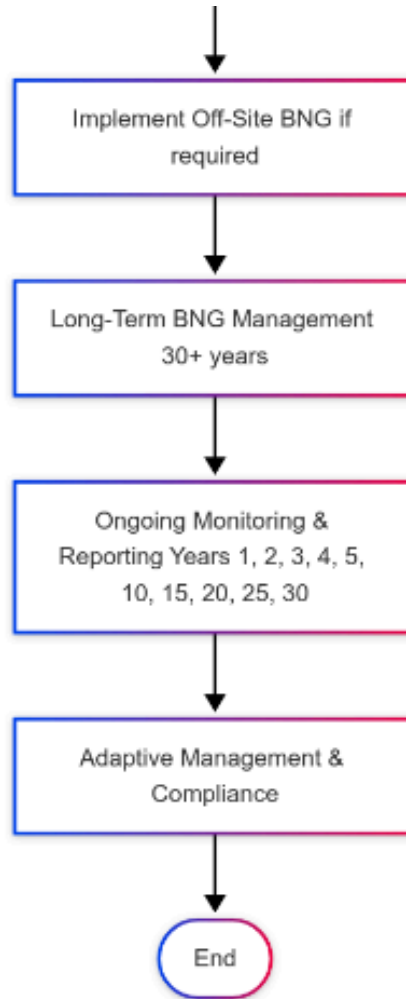 Implement Off-Site BNG if
required
Long-Term BNG Management
30+ years
Ongoing Monitoring &
Reporting Years 1, 2, 3, 4, 5,
10, 15, 20, 25, 30
Adaptive Management &
Compliance
End